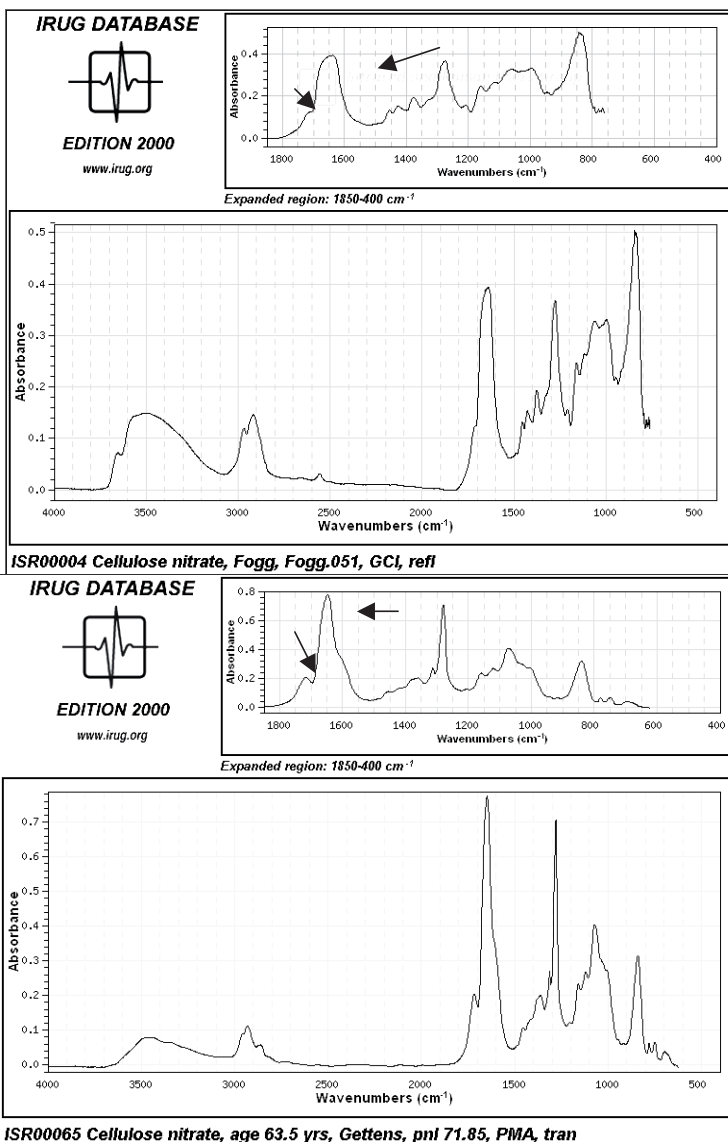 IRUG DATABASE
EDITION 2000
www.irug.org
Absorbance
0.4
0.2
0.0
1800 1600 1400 1200 1000 800 600 400
Wavenumbers (cm-1)
Expanded region: 1850-400 cm-1
Absorbance
0.5
0.4
0.3
0.2
0.1
0.0
4000 3500 3000 2500 2000 1500 1000 500
Wavenumbers (cm-1)
ISR00004 Cellulose nitrate, Fogg, Fogg.051, GCI, refl
IRUG DATABASE
EDITION 2000
www.irug.org
Absorbance
0.8
0.6
0.4
0.2
0.0
1800 1600 1400 1200 1000 800 600 400
Wavenumbers (cm-1)
Expanded region: 1850-400 cm-1
Absorbance
0.7
0.6
0.5
0.4
0.3
0.2
0.1
0.0
4000 3500 3000 2500 2000 1500 1000 500
Wavenumbers (cm-1)
ISR00065 Cellulose nitrate, age 63.5 yrs, Gettens, pnl 71.85, PMA, tran